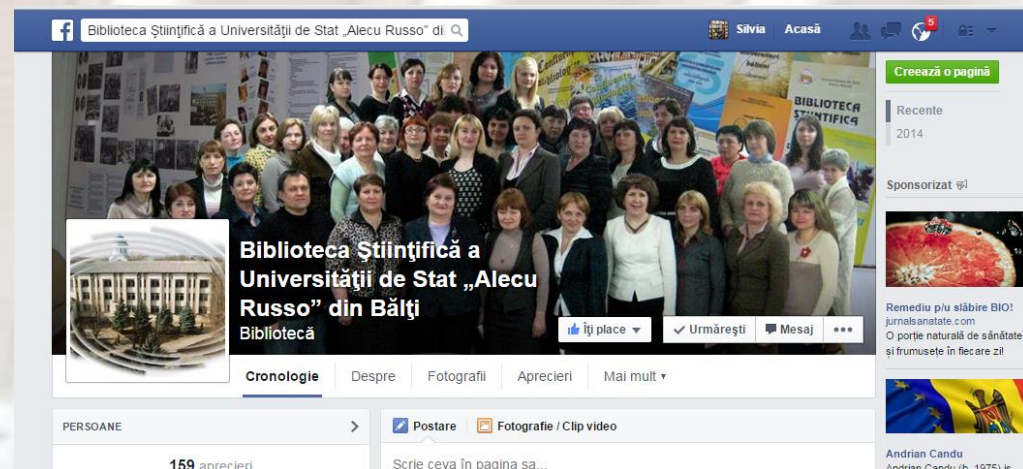 Biblioteca Ştiinţifică a Universităţii de Stat „Alecu Russo” di
Silvia Acasă
5
Creează o pagină
Recente
2014
BIBLIOTECA
STIINTIFICA
Sponsorizat
Biblioteca Ştiinţifică a
Universităţii de Stat „Alecu
Russo” din Bălţi
Bibliotecă
Îţi place
Urmăreşti
Mesaj
Remediu p/u slăbire BIO!
jurnalsanatate.com
O porţie naturală de sănătate
şi frumuseţe în fiecare zi!
Cronologie Despre Fotografii Aprecieri Mai mult
PERSOANE
159 aprecieri
Postare Fotografie / Clip video
Scrie ceva în pagina sa...
Andrian Candu
Andrian Candu (b. 1975) is